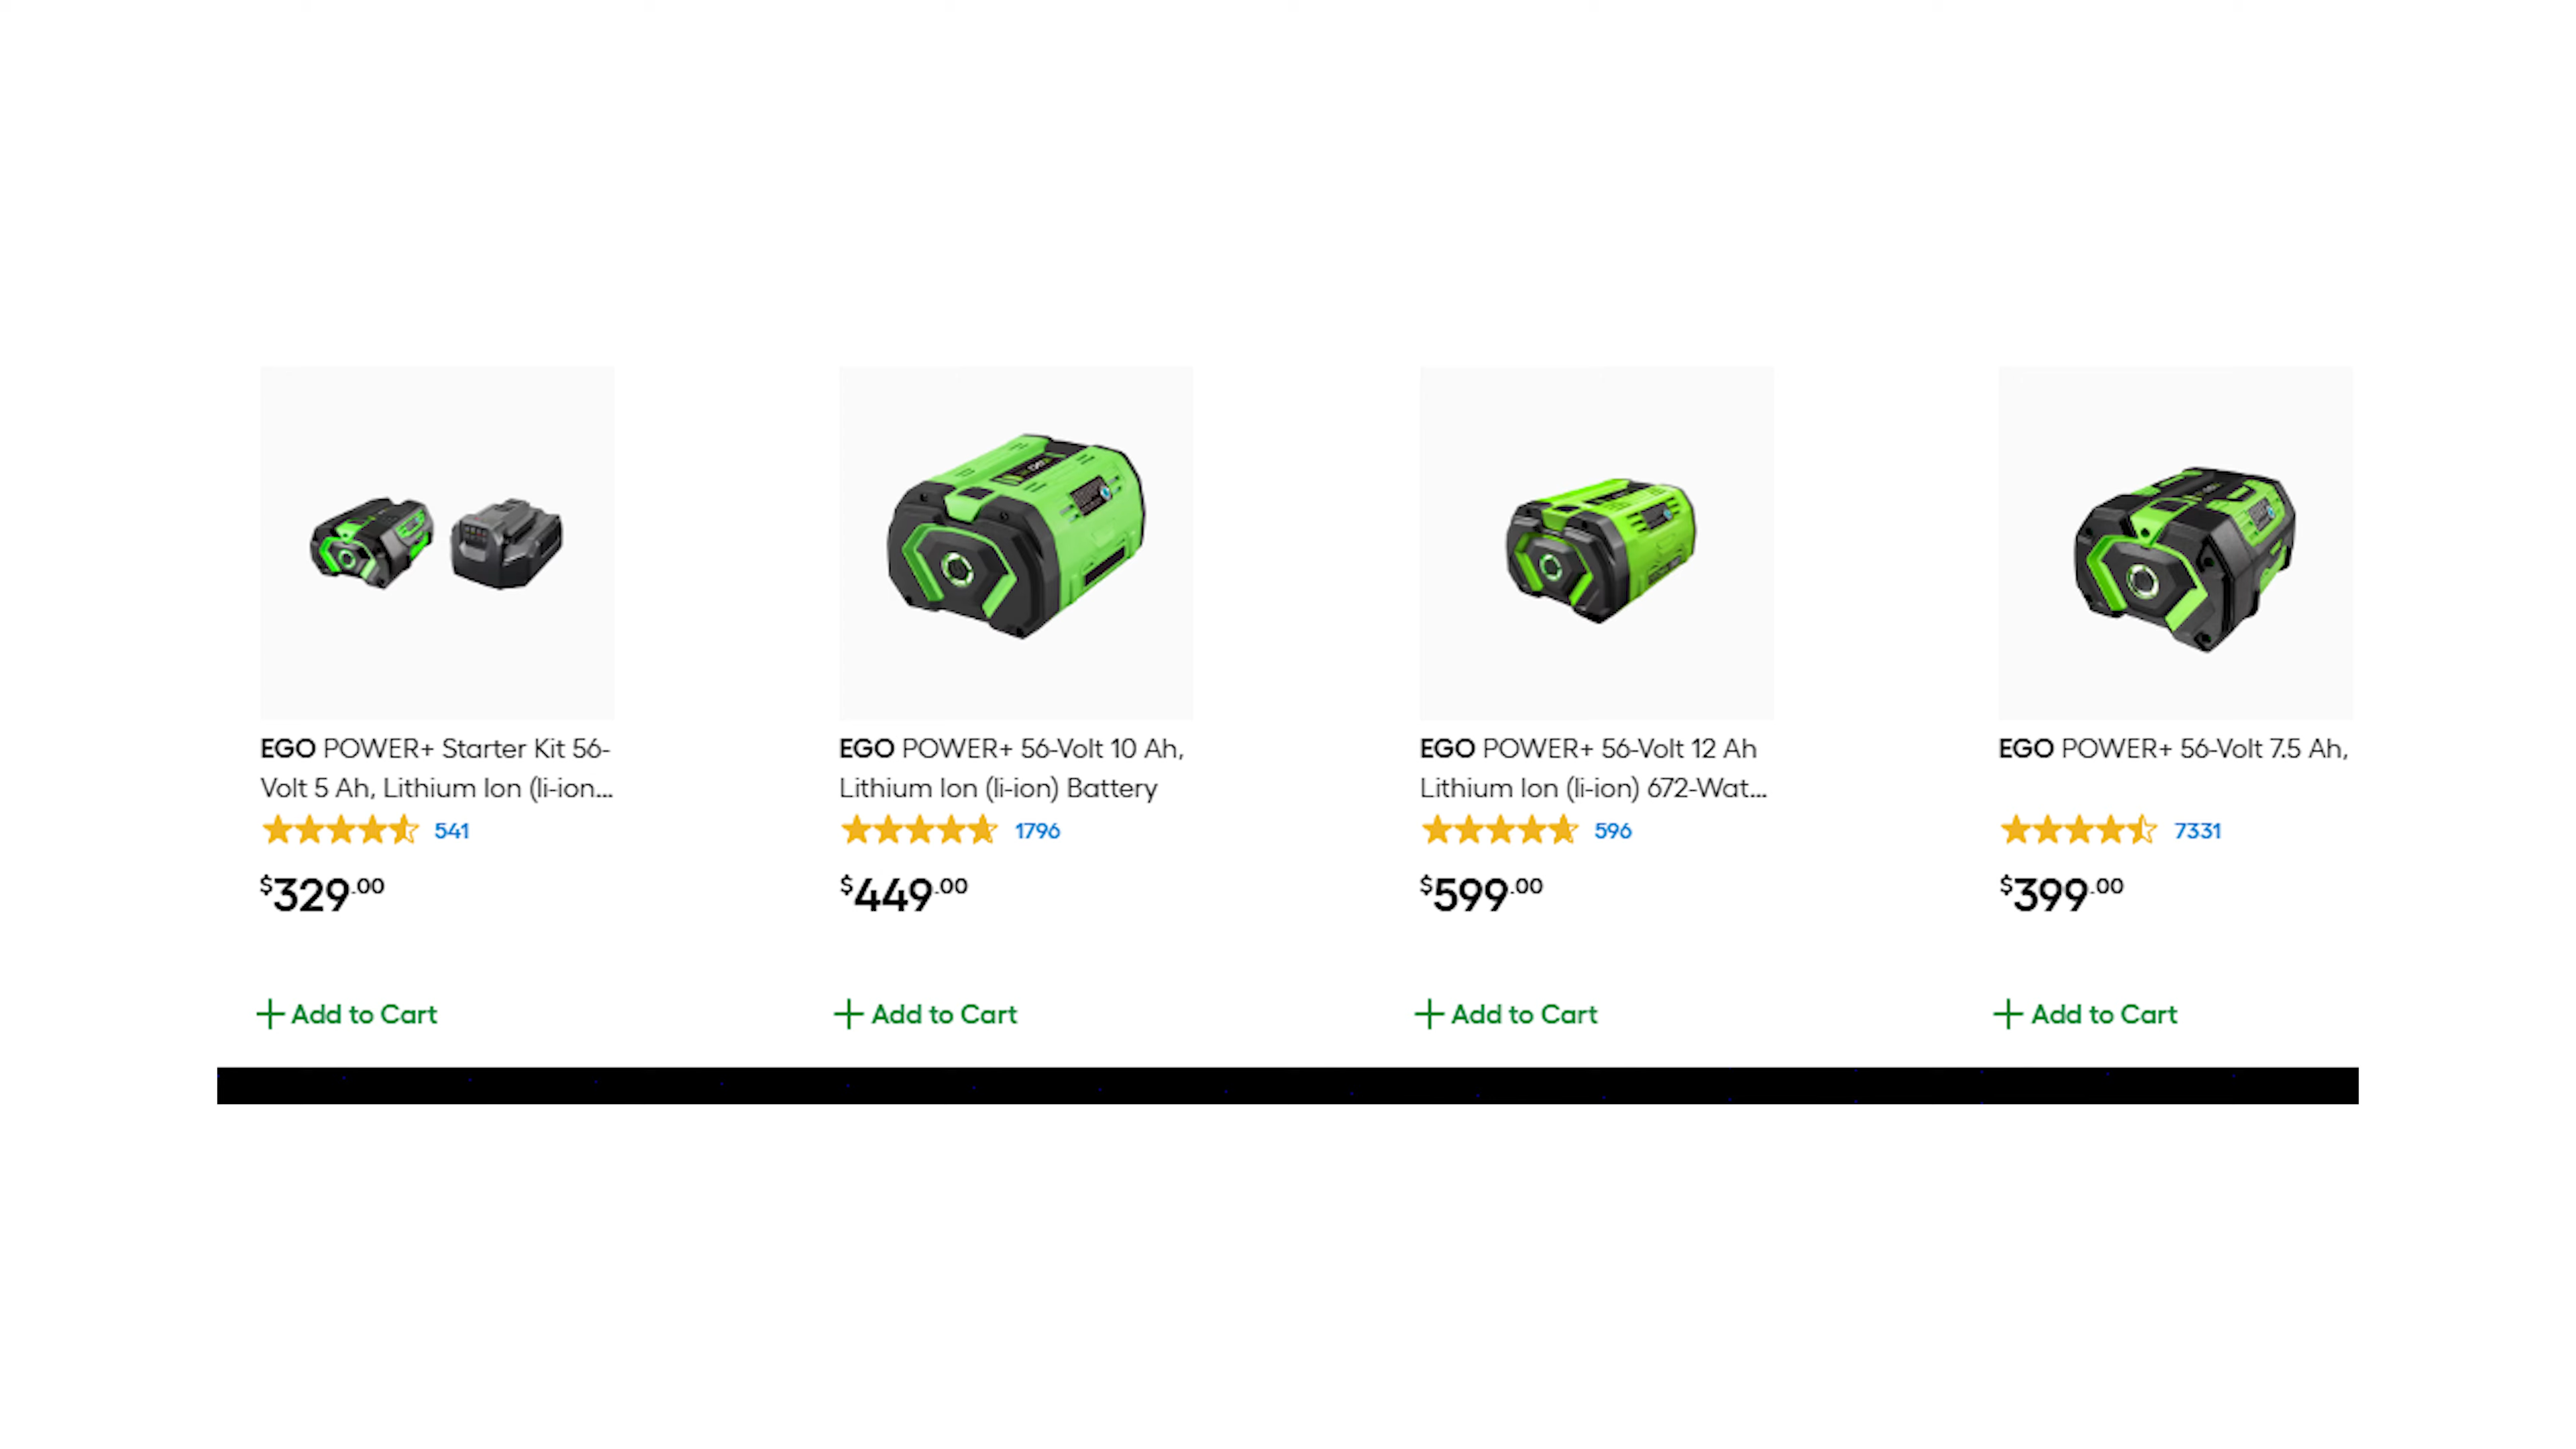 EGO POWER+ Starter Kit 56-
Volt 5 Ah, Lithium Ion (li-ion...
541
$329.00
+ Add to Cart
EGO POWER+ 56-Volt 10 Ah,
Lithium Ion (li-ion) Battery
1796
$449.00
+ Add to Cart
EGO POWER+ 56-Volt 12 Ah
Lithium Ion (li-ion) 672-Wat...
596
$599.00
+ Add to Cart
EGO POWER+ 56-Volt 7.5 Ah,
7331
$399.00
+ Add to Cart